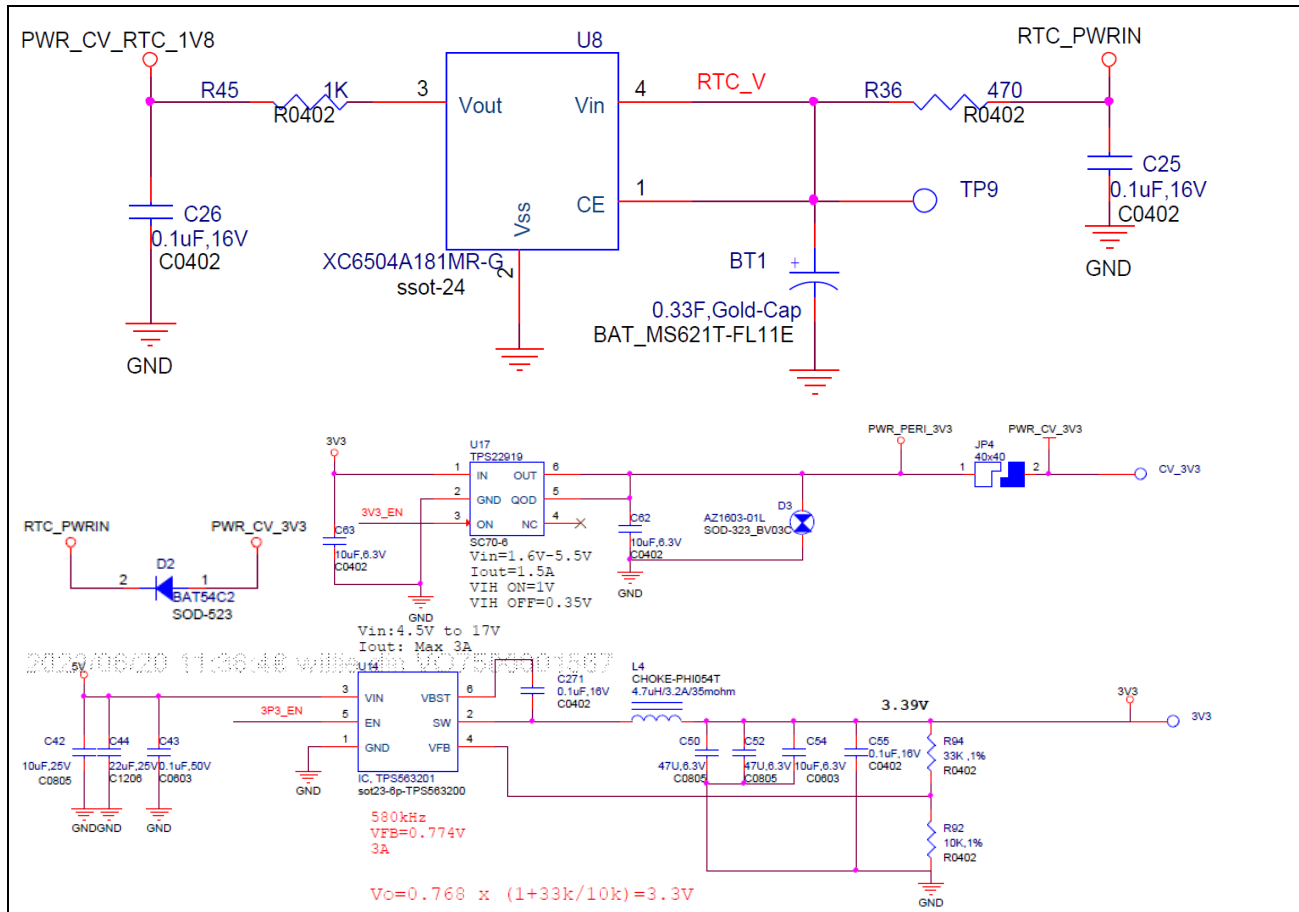 PWR_CV_RTC_1V8
U8
RTC_PWRIN
R45
1K
R0402
3
Vout
Vin
4
RTC_V
R36
470
R0402
C25
0.1uF,16V
C0402
1
CE
TP9
Vss
2
C26
0.1uF,16V
C0402
XC6504A181MR-G
ssot-24
BT1
+
0.33F,Gold-Cap
BAT_MS621T-FL11E
GND
GND
3V3
U17
TPS22919
PWR_PERI_3V3
JP4
40x40
PWR_CV_3V3
1
IN
OUT
6
1
2
CV_3V3
2
GND
QOD
5
3V3_EN
3
ON
NC
4
C63
10uF,6.3V
C0402
C62
10uF,6.3V
C0402
D3
AZ1603-01L
SOD-323_BV03C
SC70-6
Vin=1.6V-5.5V
Iout=1.5A
VIH ON=1V
VIH OFF=0.35V
GND
GND
RTC_PWRIN
PWR_CV_3V3
2
D2
1
BAT54C2
SOD-523
Vin:4.5V to 17V
Iout: Max 3A
5V
U14
3
VIN
VBST
6
3P3_EN
5
EN
SW
2
1
GND
VFB
4
C271
0.1uF,16V
C0402
L4
CHOKE-PHI054T
4.7uH/3.2A/35mohm
3.39V
3V3
3V3
C42
10uF,25V
C0805
C44
22uF,25V
C1206
C43
0.1uF,50V
C0603
GND
GND
GND
GND
IC, TPS563201
sot23-6p-TPS563200
C50
47U,6.3V
C0805
C52
47U,6.3V
C0805
C54
10uF,6.3V
C0603
C55
0.1uF,16V
C0402
R94
33K ,1%
R0402
R92
10K,1%
R0402
GND
580kHz
VFB=0.774V
3A
Vo=0.768 x (1+33k/10k)=3.3V